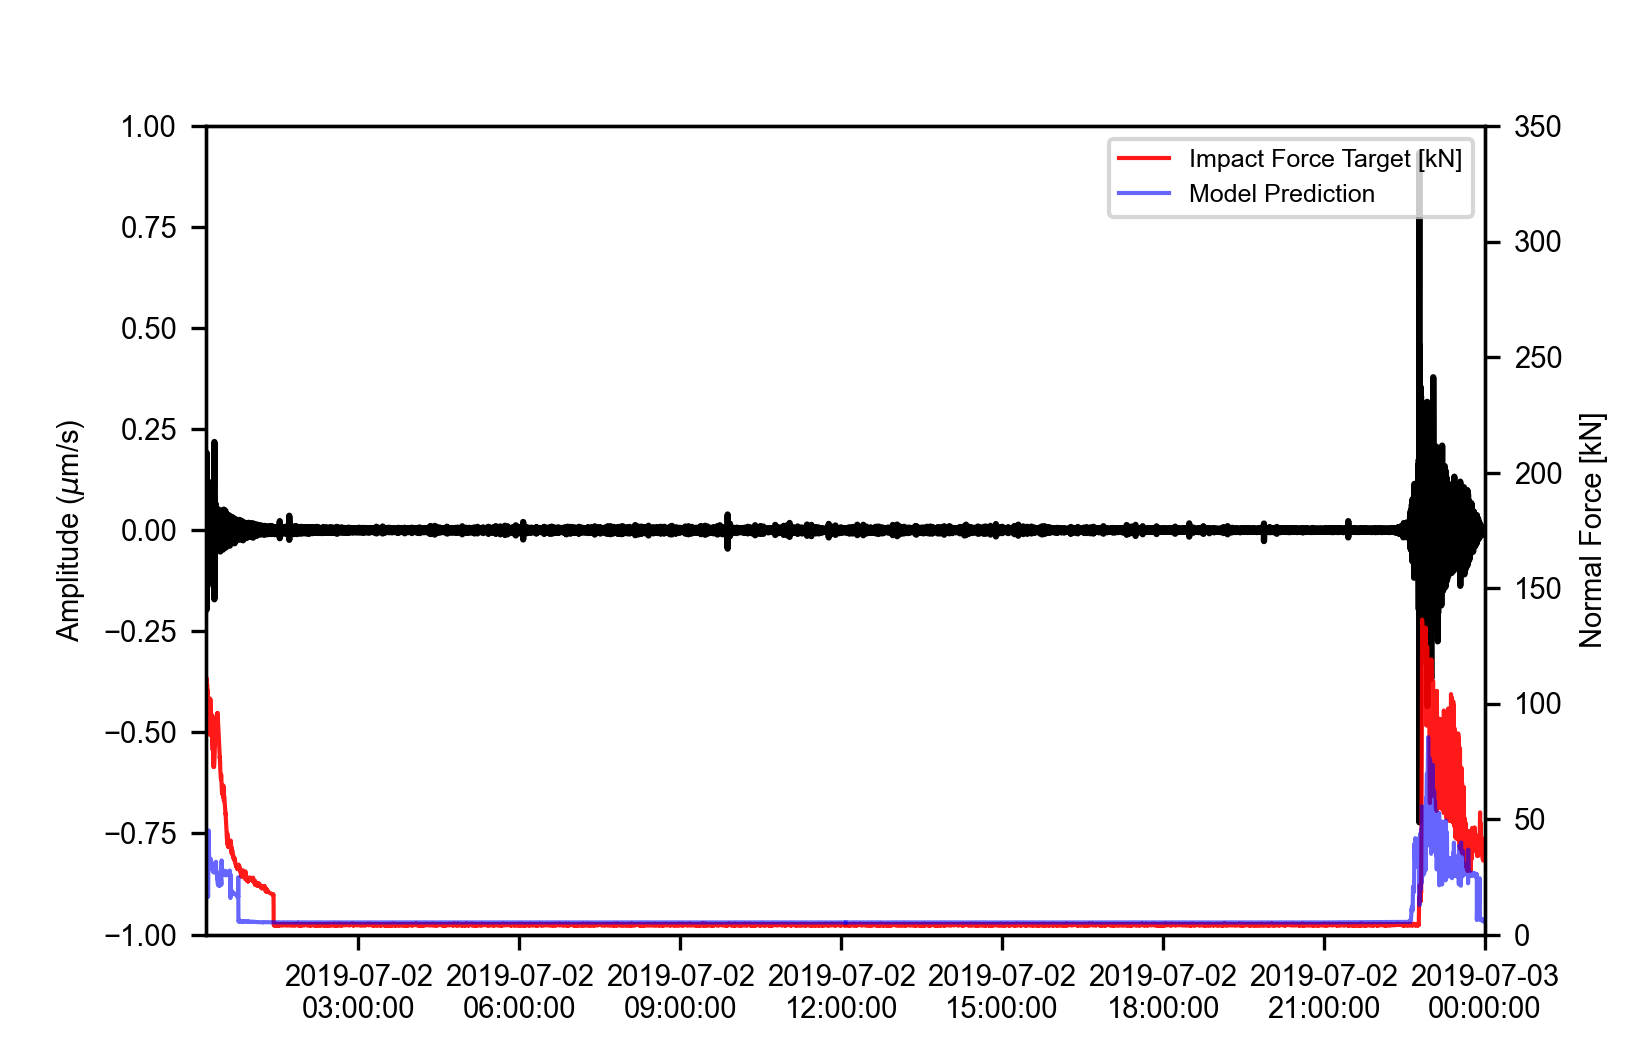 Impact Force Target [kN]
Model Prediction
1.00
0.75
0.50
0.25
0.00
−0.25
−0.50
−0.75
−1.00
Amplitude (μm/s)
350
300
250
200
150
100
50
0
Normal Force [kN]
2019-07-02 2019-07-02 2019-07-02 2019-07-02 2019-07-02 2019-07-02 2019-07-02 2019-07-03
03:00:00 06:00:00 09:00:00 12:00:00 15:00:00 18:00:00 21:00:00 00:00:00